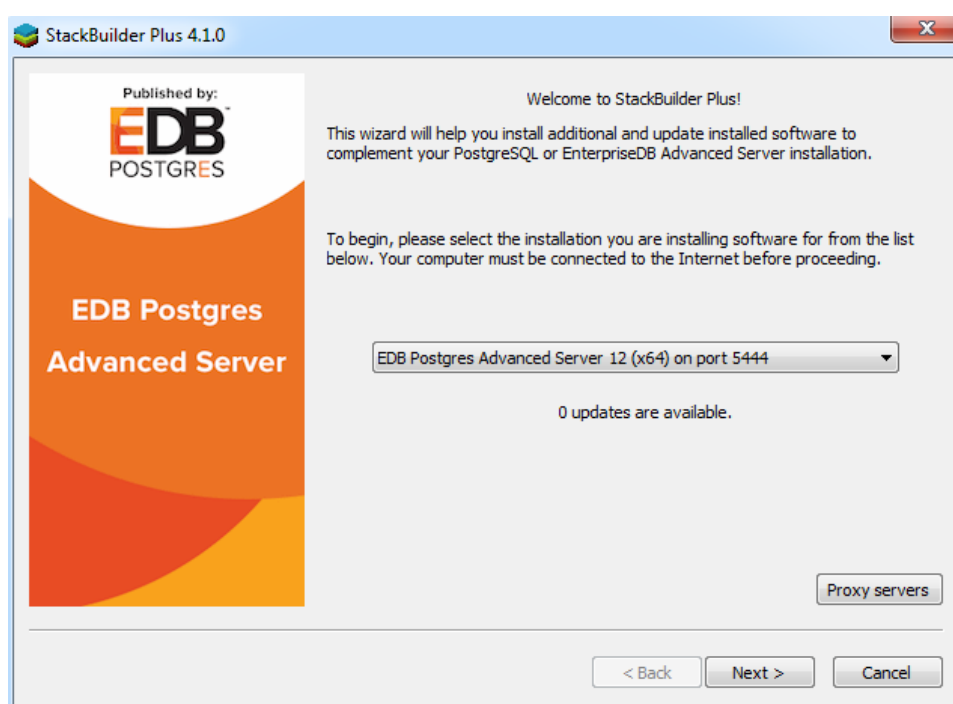 StackBuilder Plus 4.1.0
Published by:
EDB™
POSTGRES
EDB Postgres
Advanced Server
Welcome to StackBuilder Plus!
This wizard will help you install additional and update installed software to
complement your PostgreSQL or EnterpriseDB Advanced Server installation.
To begin, please select the installation you are installing software for from the list
below. Your computer must be connected to the Internet before proceeding.
EDB Postgres Advanced Server 12 (x64) on port 5444
0 updates are available.
Proxy servers
< Back
Next >
Cancel